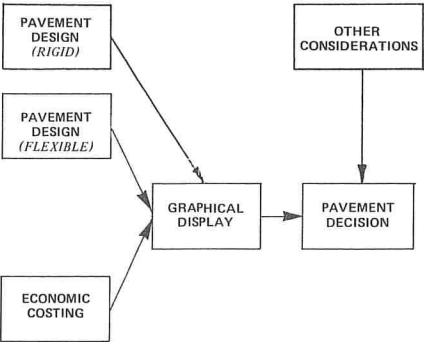 PAVEMENT
DESIGN
(RIGID)
OTHER
CONSIDERATIONS
PAVEMENT
DESIGN
(FLEXIBLE)
GRAPHICAL
DISPLAY
PAVEMENT
DECISION
ECONOMIC
COSTING